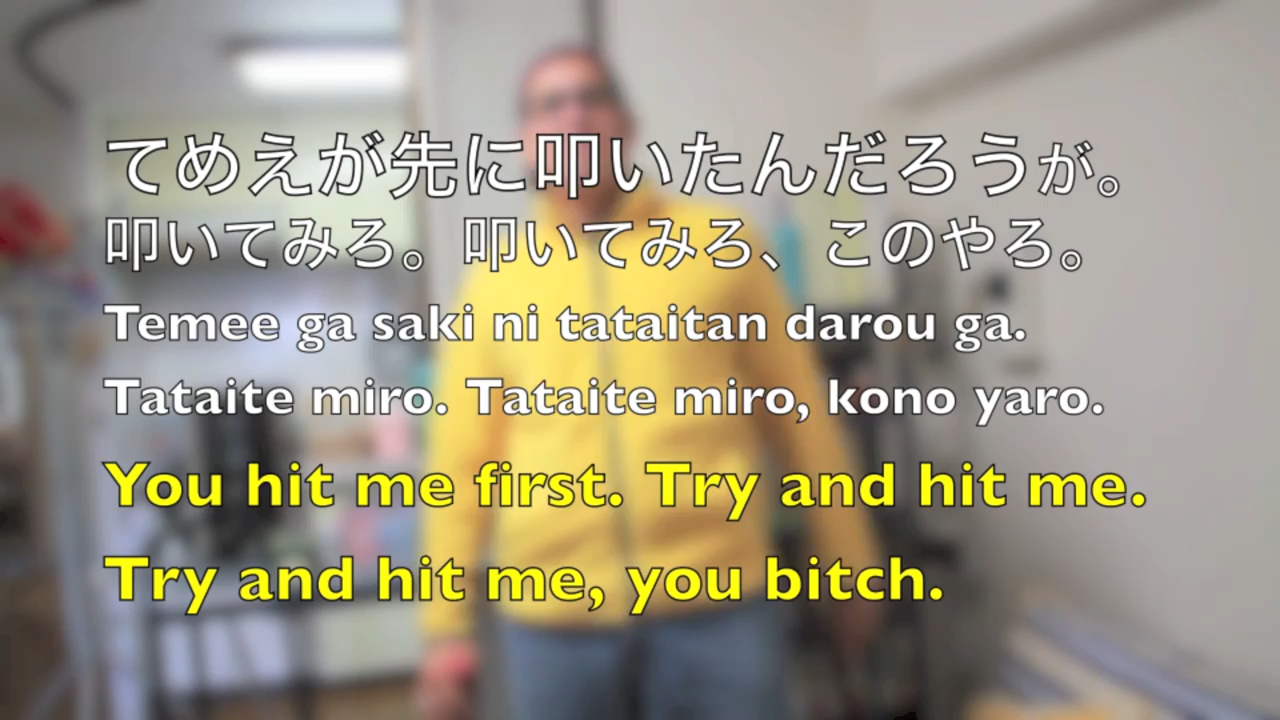 てめえが先に叩いたんだろうが。
叩いてみろ。叩いてみろ、このやろ。
Temee ga saki ni tataitan darou ga.
Tataite miro. Tataite miro, kono yaro.
You hit me first. Try and hit me.
Try and hit me, you bitch.